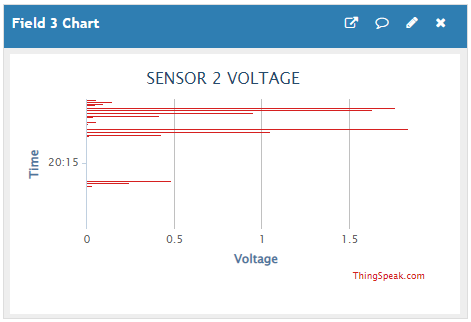 Field 3 Chart
SENSOR 2 VOLTAGE
Time
20:15
0 0.5 1 1.5
Voltage
ThingSpeak.com